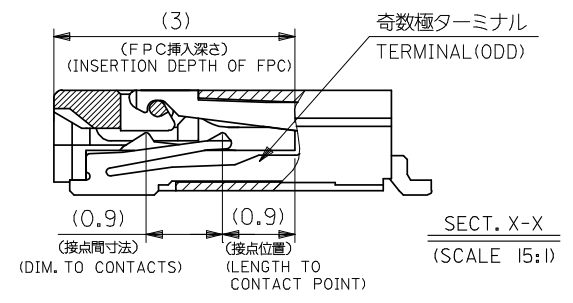 (3)
(FPC挿入深さ)
(INSERTION DEPTH OF FPC)
奇数極ターミナル
TERMINAL(ODD)
(0.9)
(接点間寸法)
(DIM. TO CONTACTS)
(0.9)
(接点位置)
(LENGTH TO
CONTACT POINT)
SECT. X-X
(SCALE 15:1)